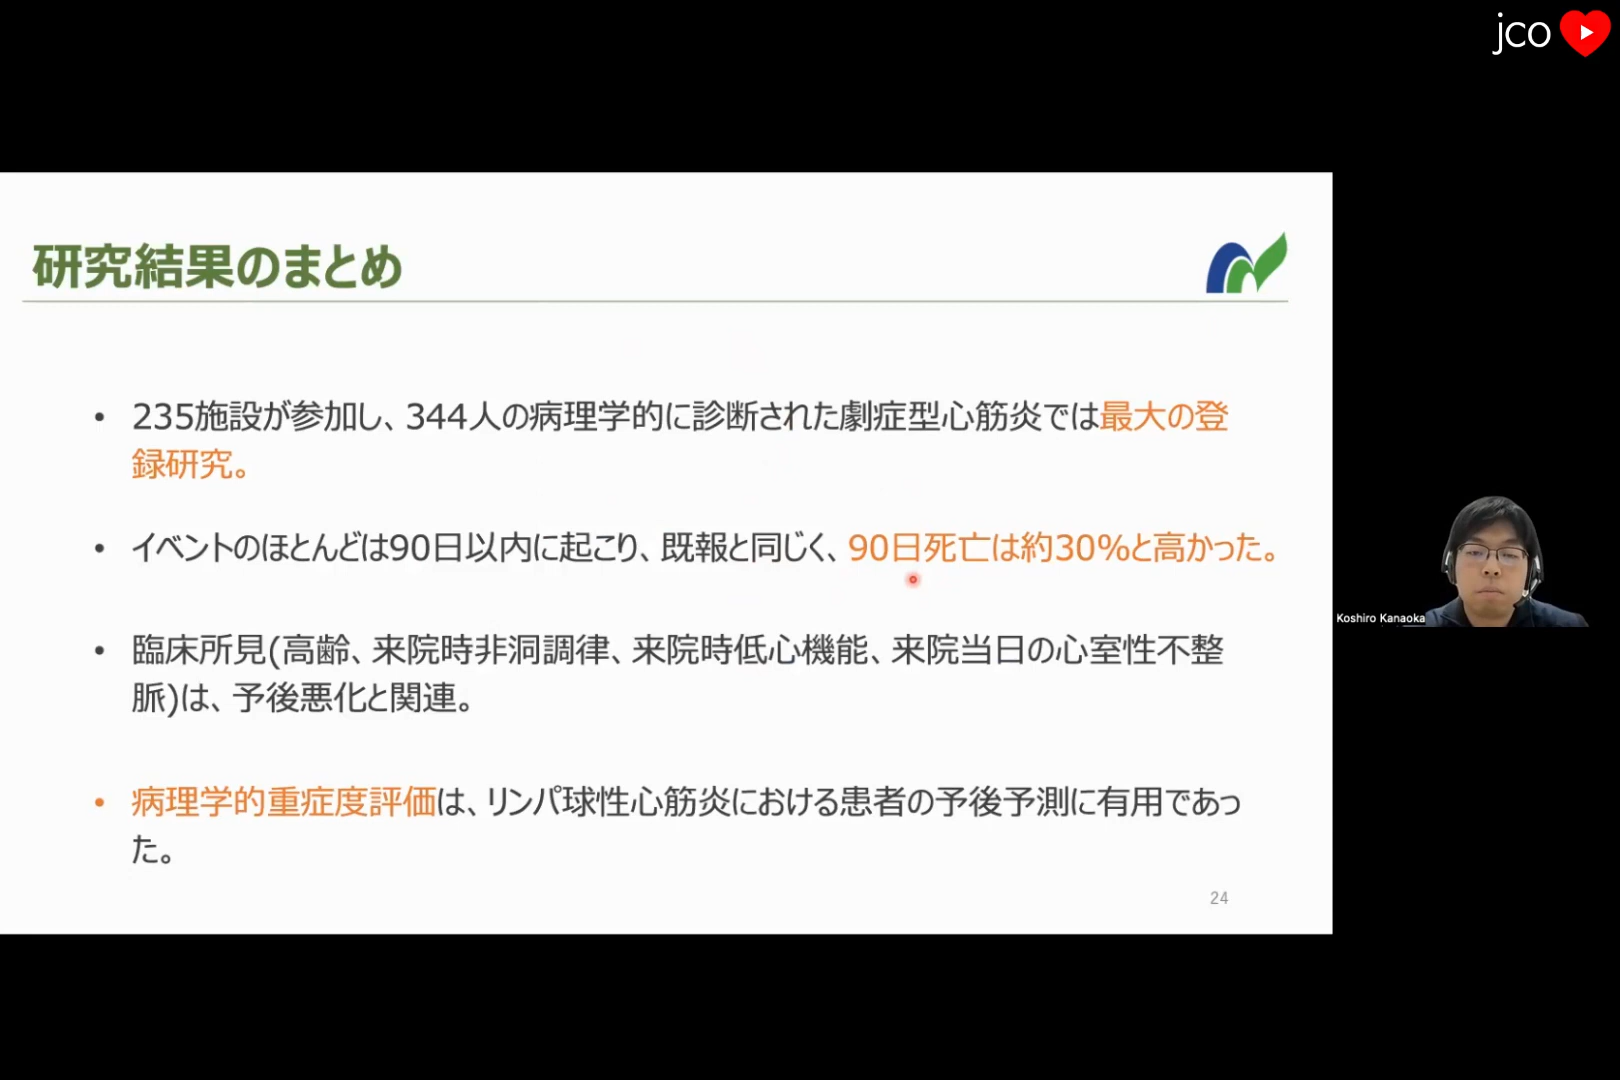 jco
研究結果のまとめ
• 235施設が参加し、344人の病理学的に診断された劇症型心筋炎では最大の登
録研究。
• イベントのほとんどは90日以内に起こり、既報と同じく、90日死亡は約30%と高かった。
• 臨床所見(高齢、来院時非洞調律、来院時低心機能、来院当日の心室性不整
脈)は、予後悪化と関連。
• 病理学的重症度評価は、リンパ球性心筋炎における患者の予後予測に有用であっ
た。
24
Koshiro Kanaoka